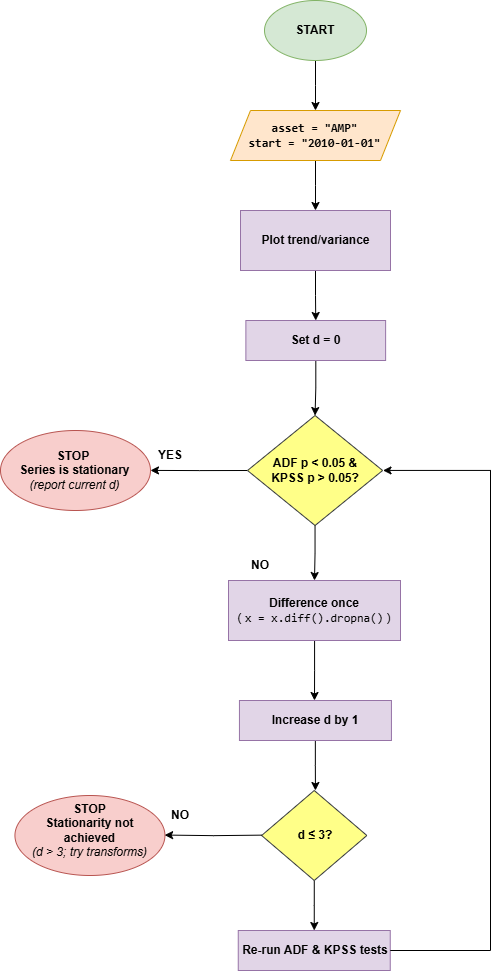 START
asset = "AMP"
start = "2010-01-01"
Plot trend/variance
Set d = 0
ADF p < 0.05 &
KPSS p > 0.05?
YES
STOP
Series is stationary
(report current d)
NO
Difference once
(x = x.diff().dropna())
Increase d by 1
d ≤ 3?
NO
STOP
Stationarity not
achieved
(d > 3; try transforms)
Re-run ADF & KPSS tests